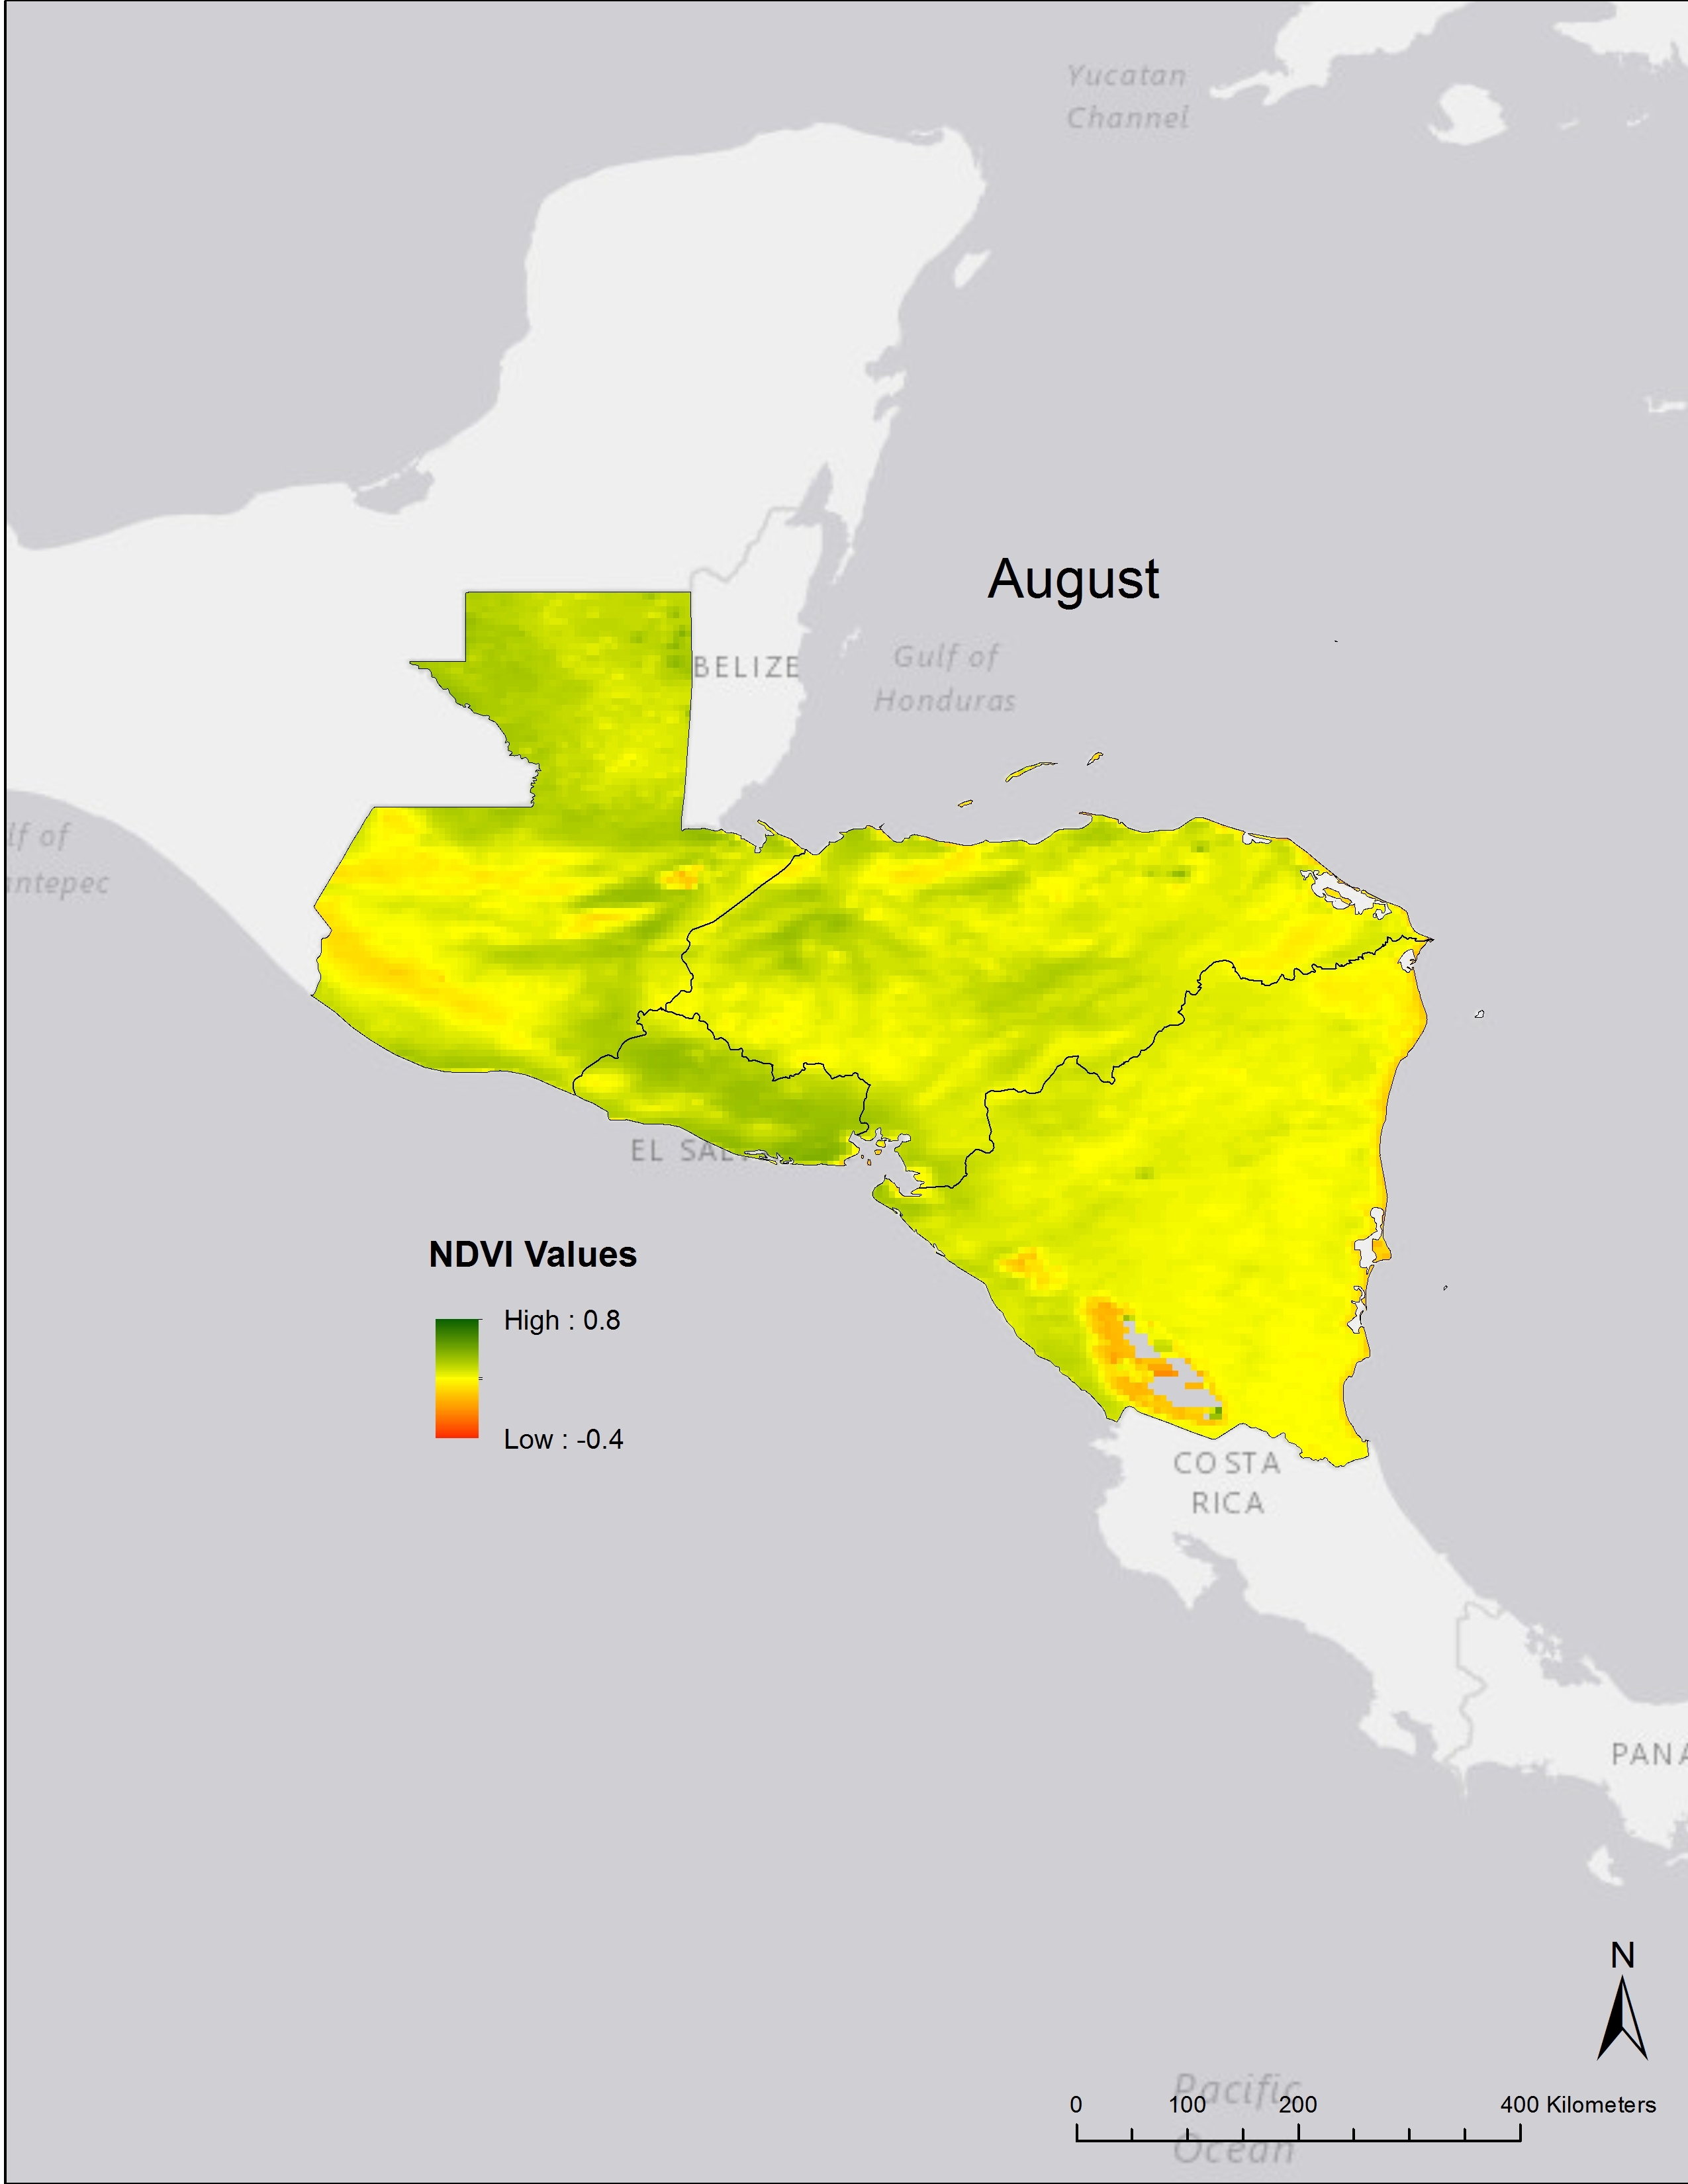 Yucatan
Channel
August
BELIZE
Gulf of
Honduras
lf of
antepec
EL SAL
NDVI Values
High : 0.8
Low : -0.4
COSTA
RICA
PANA
N
Pacific
0 100 200 400 Kilometers
Ocean